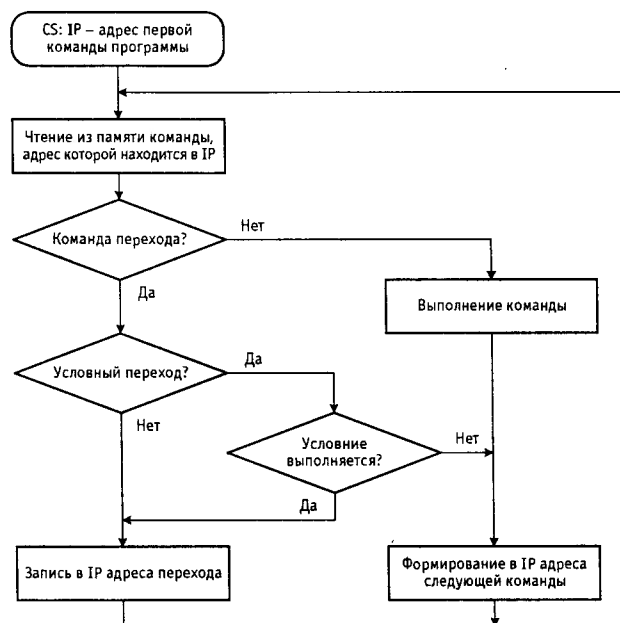 CS: IP – адрес первой
команды программы
Чтение из памяти команды,
адрес которой находится в IP
Команда перехода?
Нет
Да
Выполнение команды
Условный переход?
Да
Нет
Условние
выполняется?
Нет
Да
Запись в IP адреса перехода
Формирование в IP адреса
следующей команды